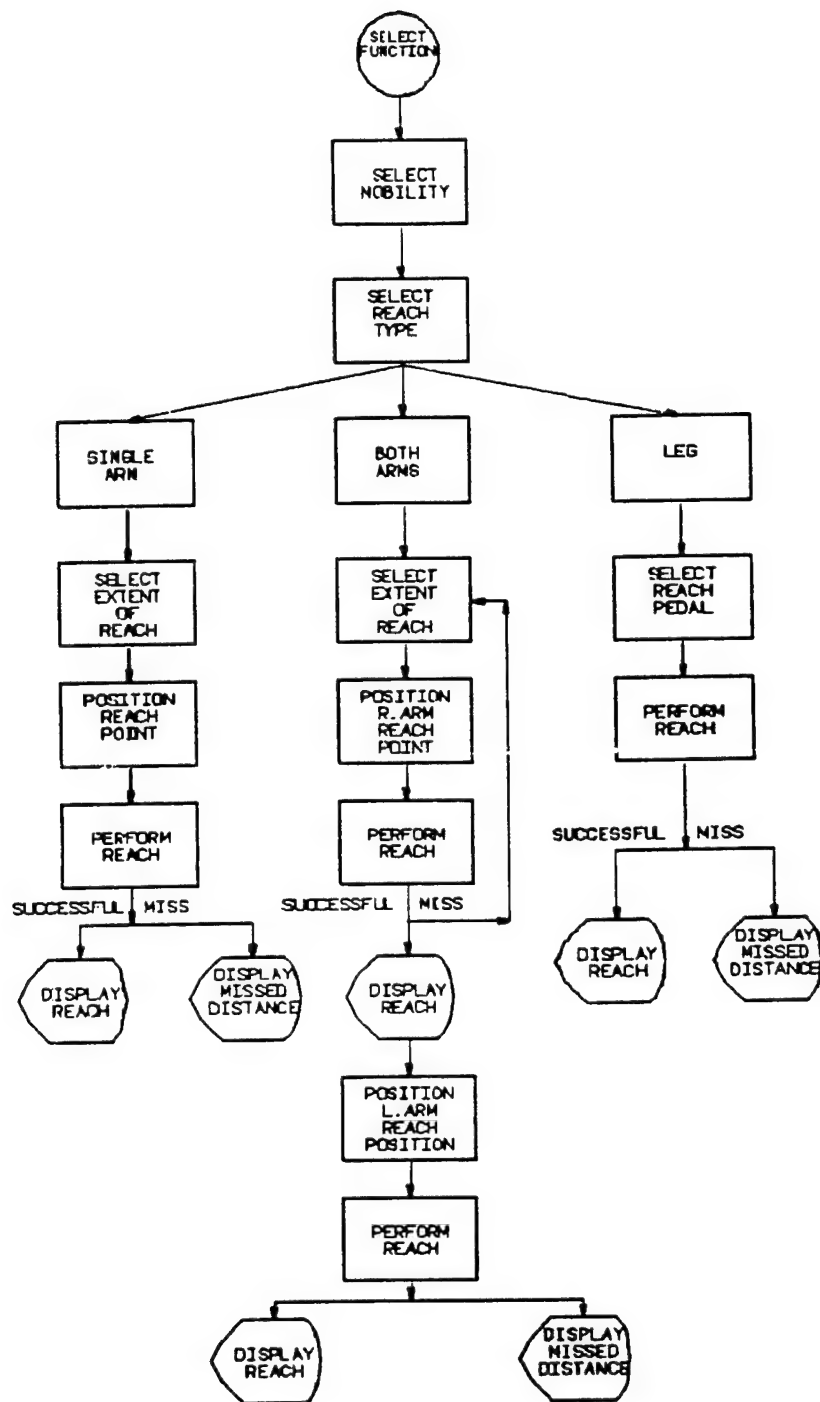 SELECT
FUNCTION
SELECT
NOBILITY
SELECT
REACH
TYPE
SINGLE
ARM
BOTH
ARMS
LEG
SELECT
EXTENT
OF
REACH
SELECT
EXTENT
OF
REACH
SELECT
REACH
PEDAL
POSITION
REACH
POINT
POSITION
R.ARM
REACH
POINT
PERFORM
REACH
PERFORM
REACH
PERFORM
REACH
SUCCESSFUL MISS
SUCCESSFUL MISS
SUCCESSFUL MISS
DISPLAY
REACH
DISPLAY
MISSED
DISTANCE
DISPLAY
REACH
DISPLAY
REACH
DISPLAY
MISSED
DISTANCE
POSITION
L.ARM
REACH
POSITION
PERFORM
REACH
DISPLAY
REACH
DISPLAY
MISSED
DISTANCE